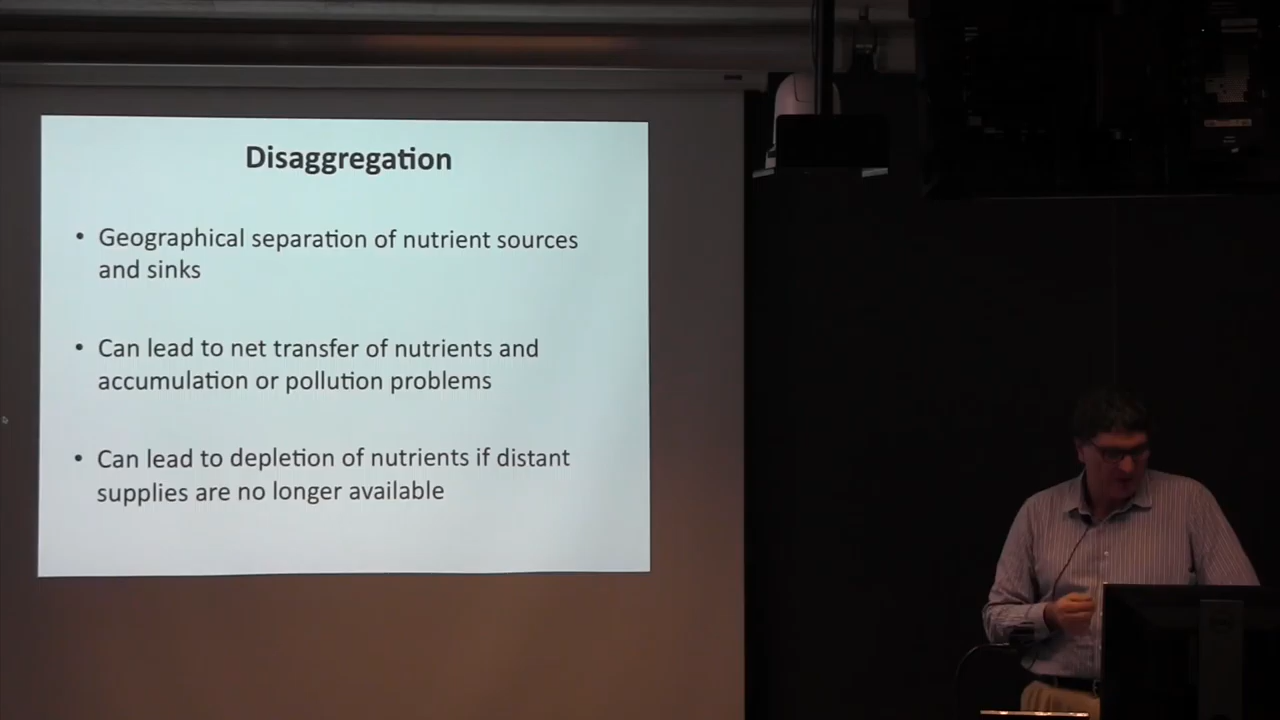 Disaggregation
• Geographical separation of nutrient sources
and sinks
• Can lead to net transfer of nutrients and
accumulation or pollution problems
• Can lead to depletion of nutrients if distant
supplies are no longer available